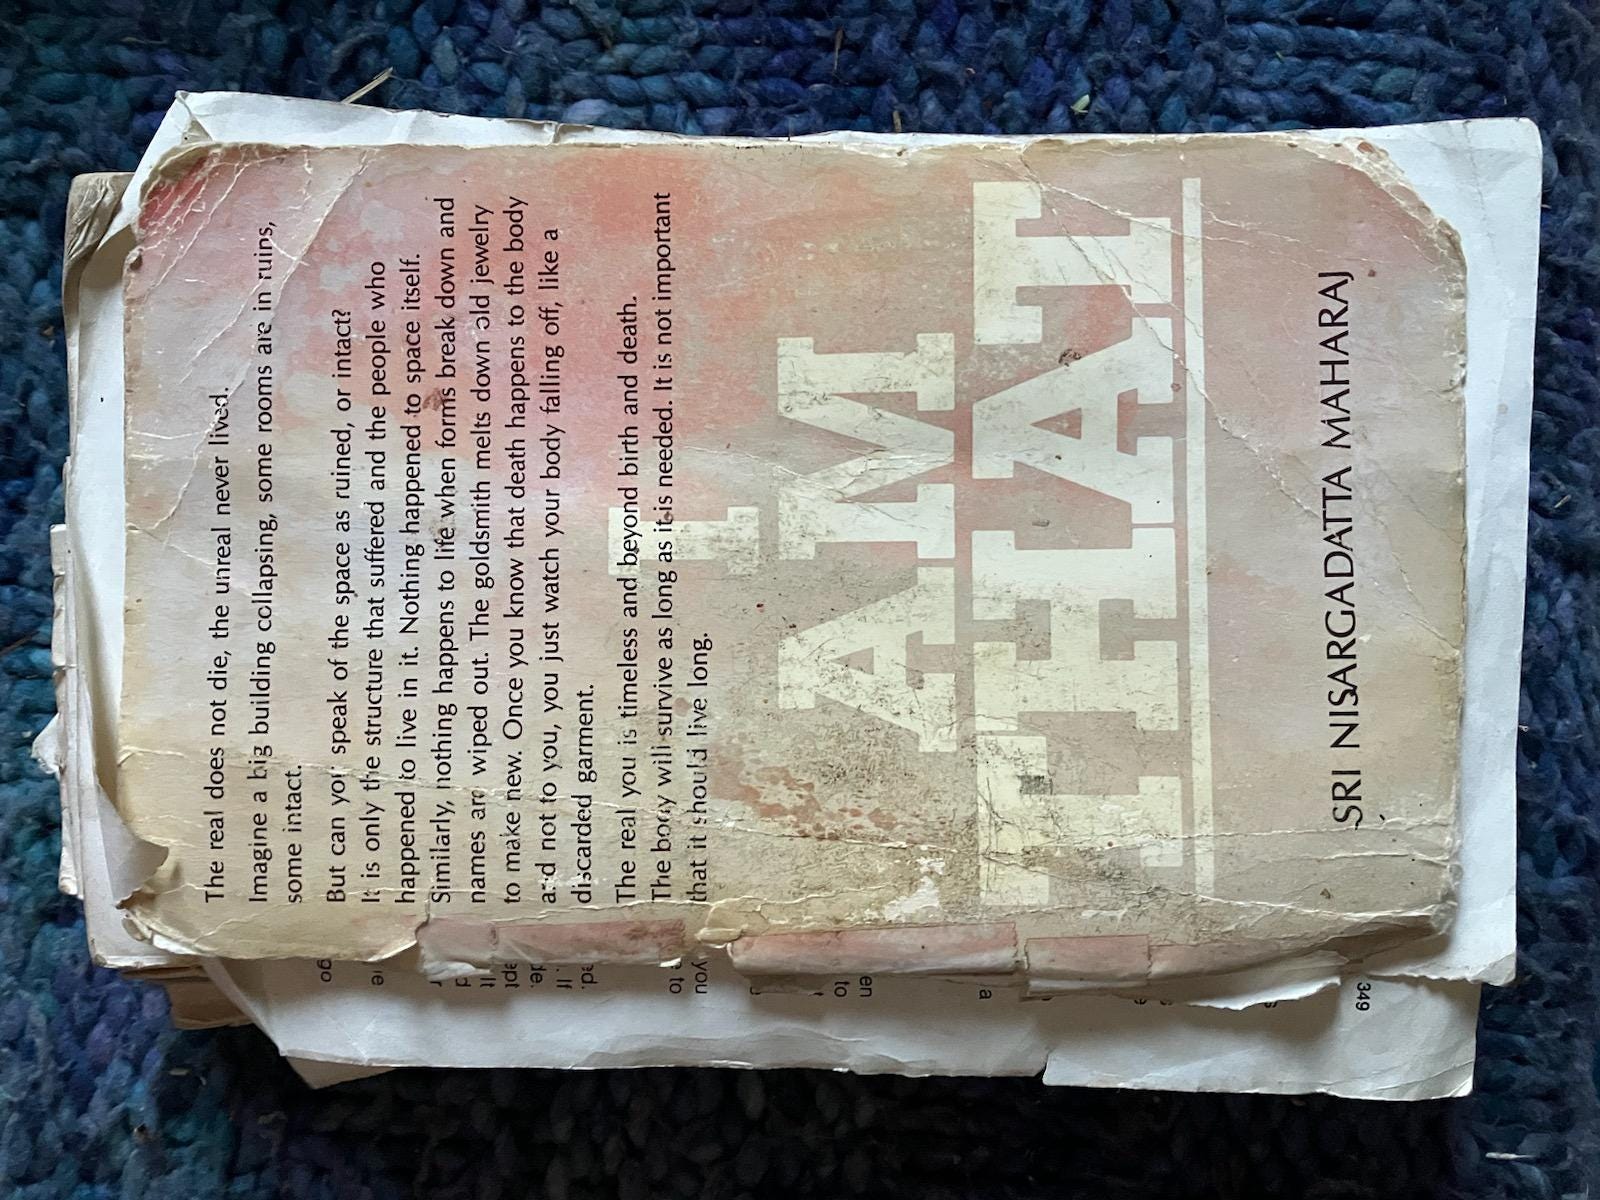 The real does not die, the unreal never lived.
Imagine a big building collapsing, some rooms are in ruins,
some intact.
But can you speak of the space as ruined, or intact?
It is only the structure that suffered and the people who
happened to live in it. Nothing happened to space itself.
Similarly, nothing happens to life when forms break down and
names are wiped out. The goldsmith melts down old jewelry
to make new. Once you know that death happens to the body
and not to you, you just watch your body falling off, like a
discarded garment.
The real you is timeless and beyond birth and death.
The body will survive as long as it is needed. It is not important
that it should live long.
I
AM
THAT
SRI NISARGADATTA MAHARAJ
go
It
If
to
you
en
to
a
349